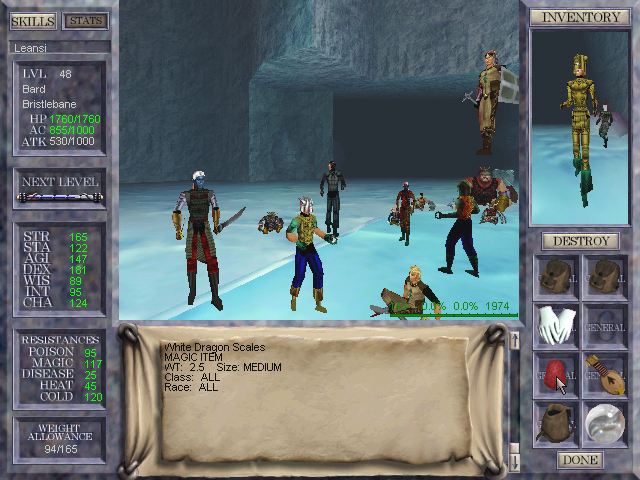 SKILLS STATS
Leansi
LVL 48
Bard
Bristlebane
HP 1760/1760
AC 855/1000
ATK 530/1000
NEXT LEVEL
STR 165
STA 122
AGI 147
DEX 181
WIS 89
INT 95
CHA 124
RESISTANCES
POISON 95
MAGIC 117
DISEASE 25
HEAT 45
COLD 120
WEIGHT
ALLOWANCE
94/165
0.0% 1974
White Dragon Scales
MAGIC ITEM
WT: 2.5 Size: MEDIUM
Class: ALL
Race: ALL
INVENTORY
DESTROY
GENERAL
DONE